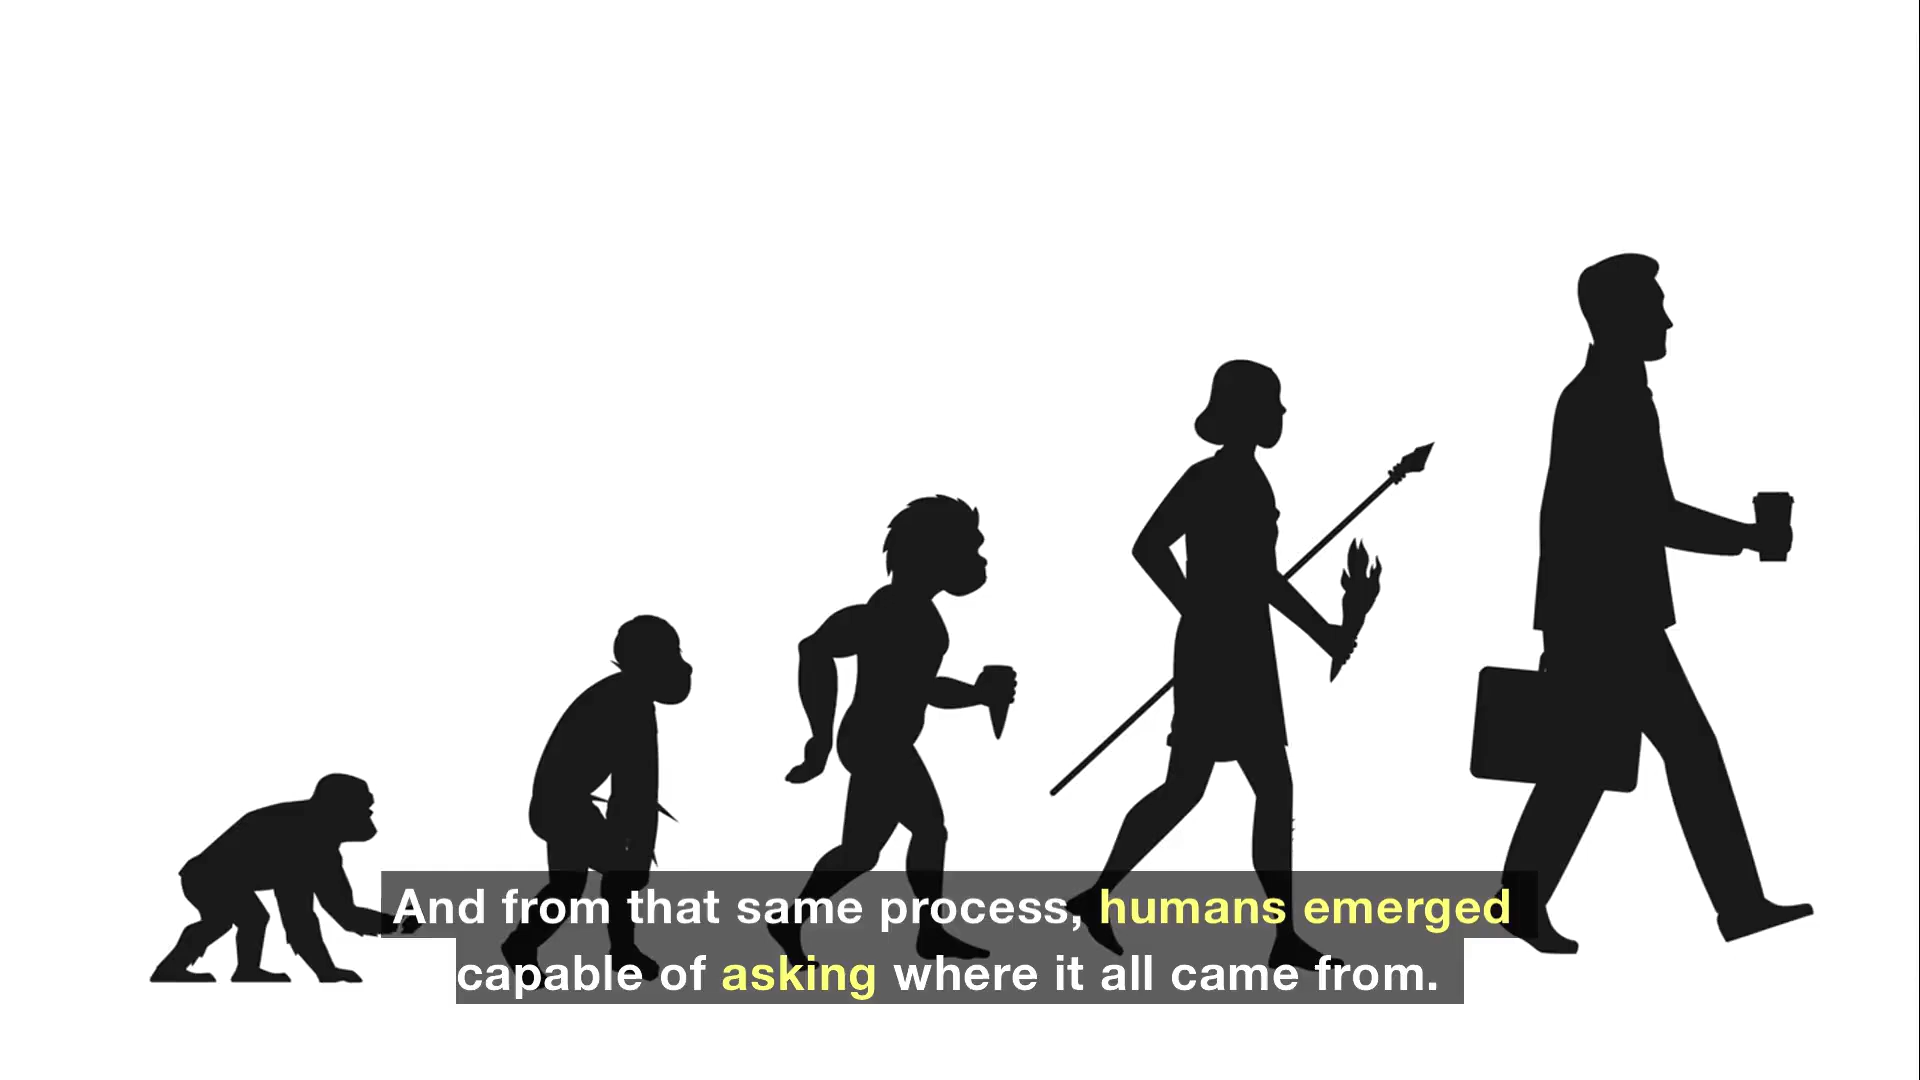 And from that same process, humans emerged
capable of asking where it all came from.